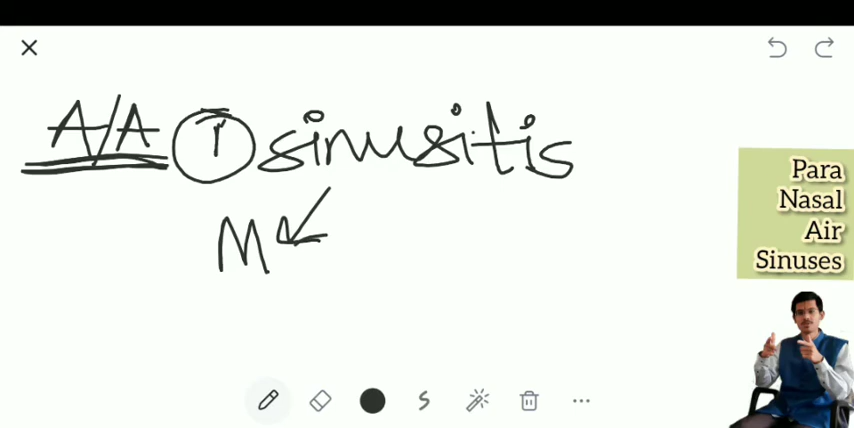 A/A ① sinusitis
M
Para
Nasal
Air
Sinuses